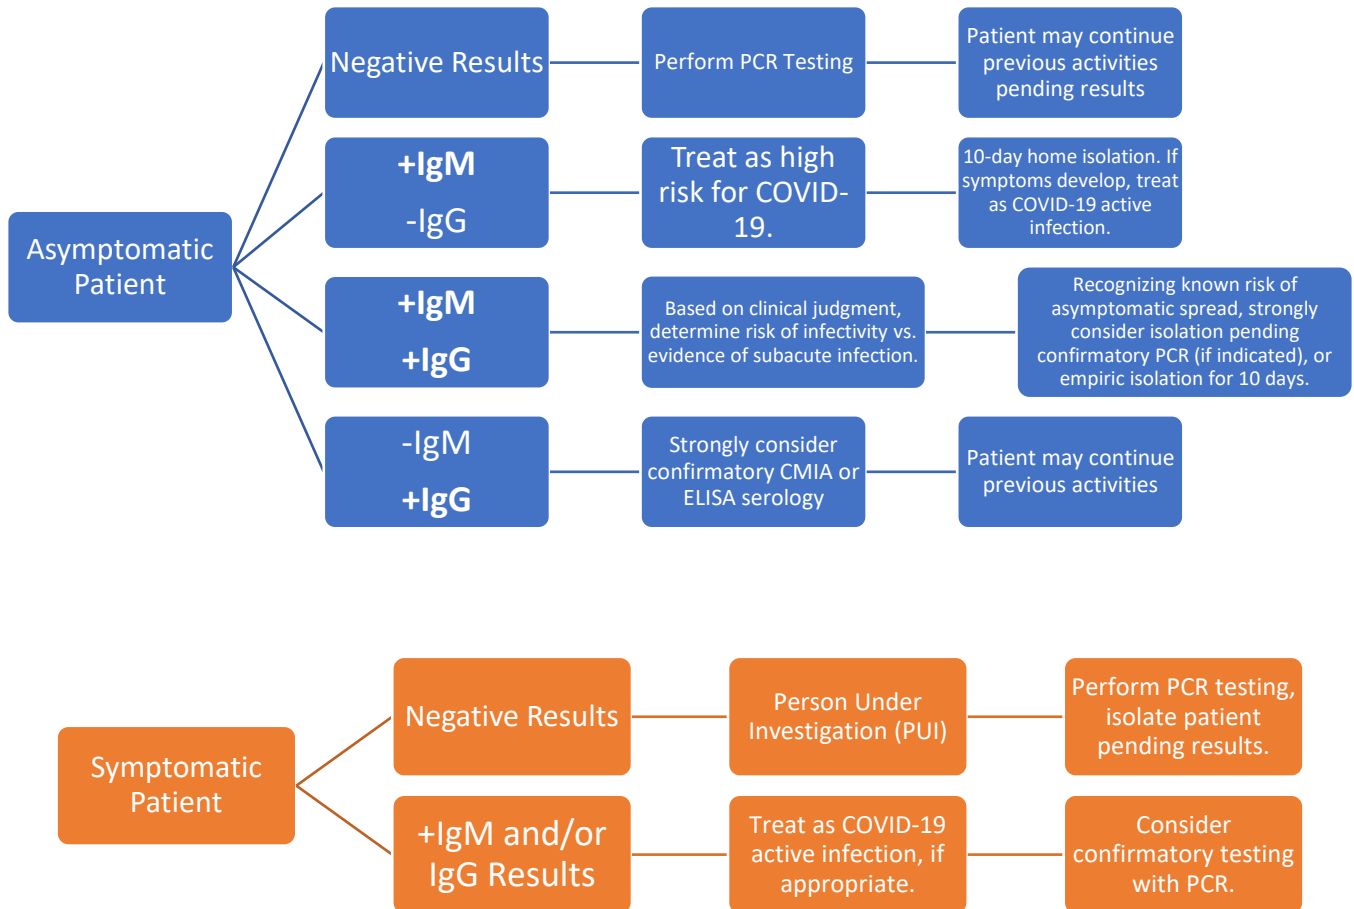 Asymptomatic
Patient
Negative Results
Perform PCR Testing
Patient may continue
previous activities
pending results
+IgM
-IgG
Treat as high
risk for COVID-
19.
10-day home isolation. If
symptoms develop, treat
as COVID-19 active
infection.
+IgM
+IgG
Based on clinical judgment,
determine risk of infectivity vs.
evidence of subacute infection.
Recognizing known risk of
asymptomatic spread, strongly
consider isolation pending
confirmatory PCR (if indicated), or
empiric isolation for 10 days.
-IgM
+IgG
Strongly consider
confirmatory CMIA or
ELISA serology
Patient may continue
previous activities
Symptomatic
Patient
Negative Results
Person Under
Investigation (PUI)
Perform PCR testing,
isolate patient
pending results.
+IgM and/or
IgG Results
Treat as COVID-19
active infection, if
appropriate.
Consider
confirmatory testing
with PCR.